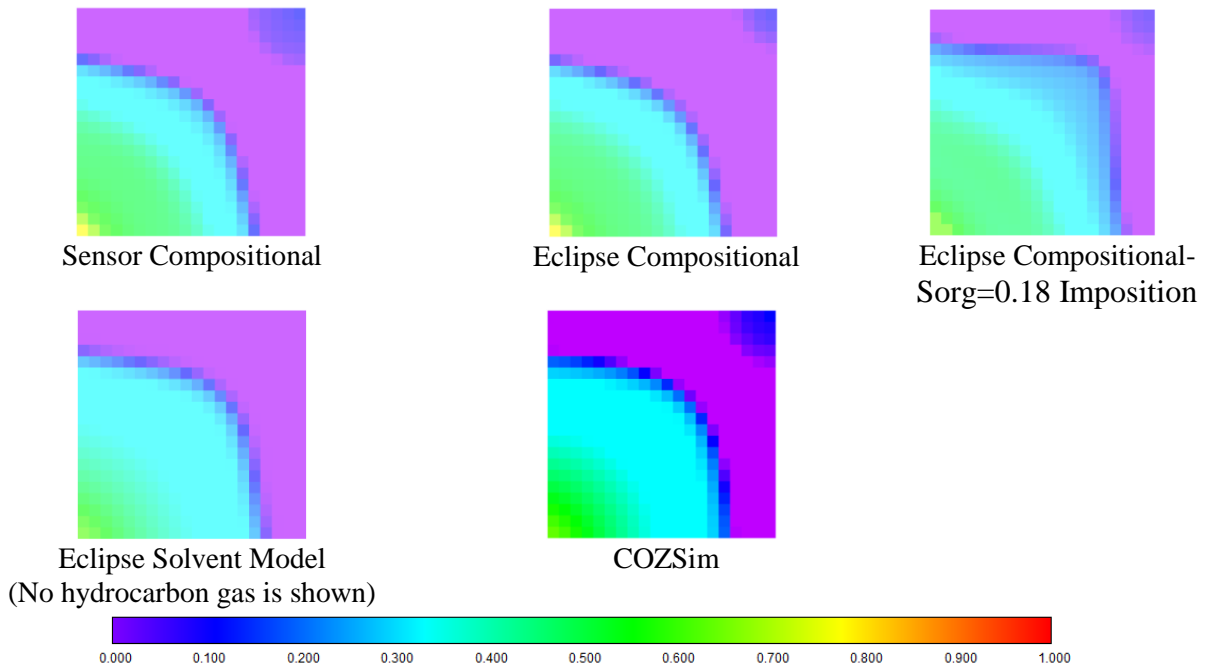 Sensor Compositional
Eclipse Compositional
Eclipse Compositional-
Sorg=0.18 Imposition
Eclipse Solvent Model
(No hydrocarbon gas is shown)
COZSim
0.000 0.100 0.200 0.300 0.400 0.500 0.600 0.700 0.800 0.900 1.000